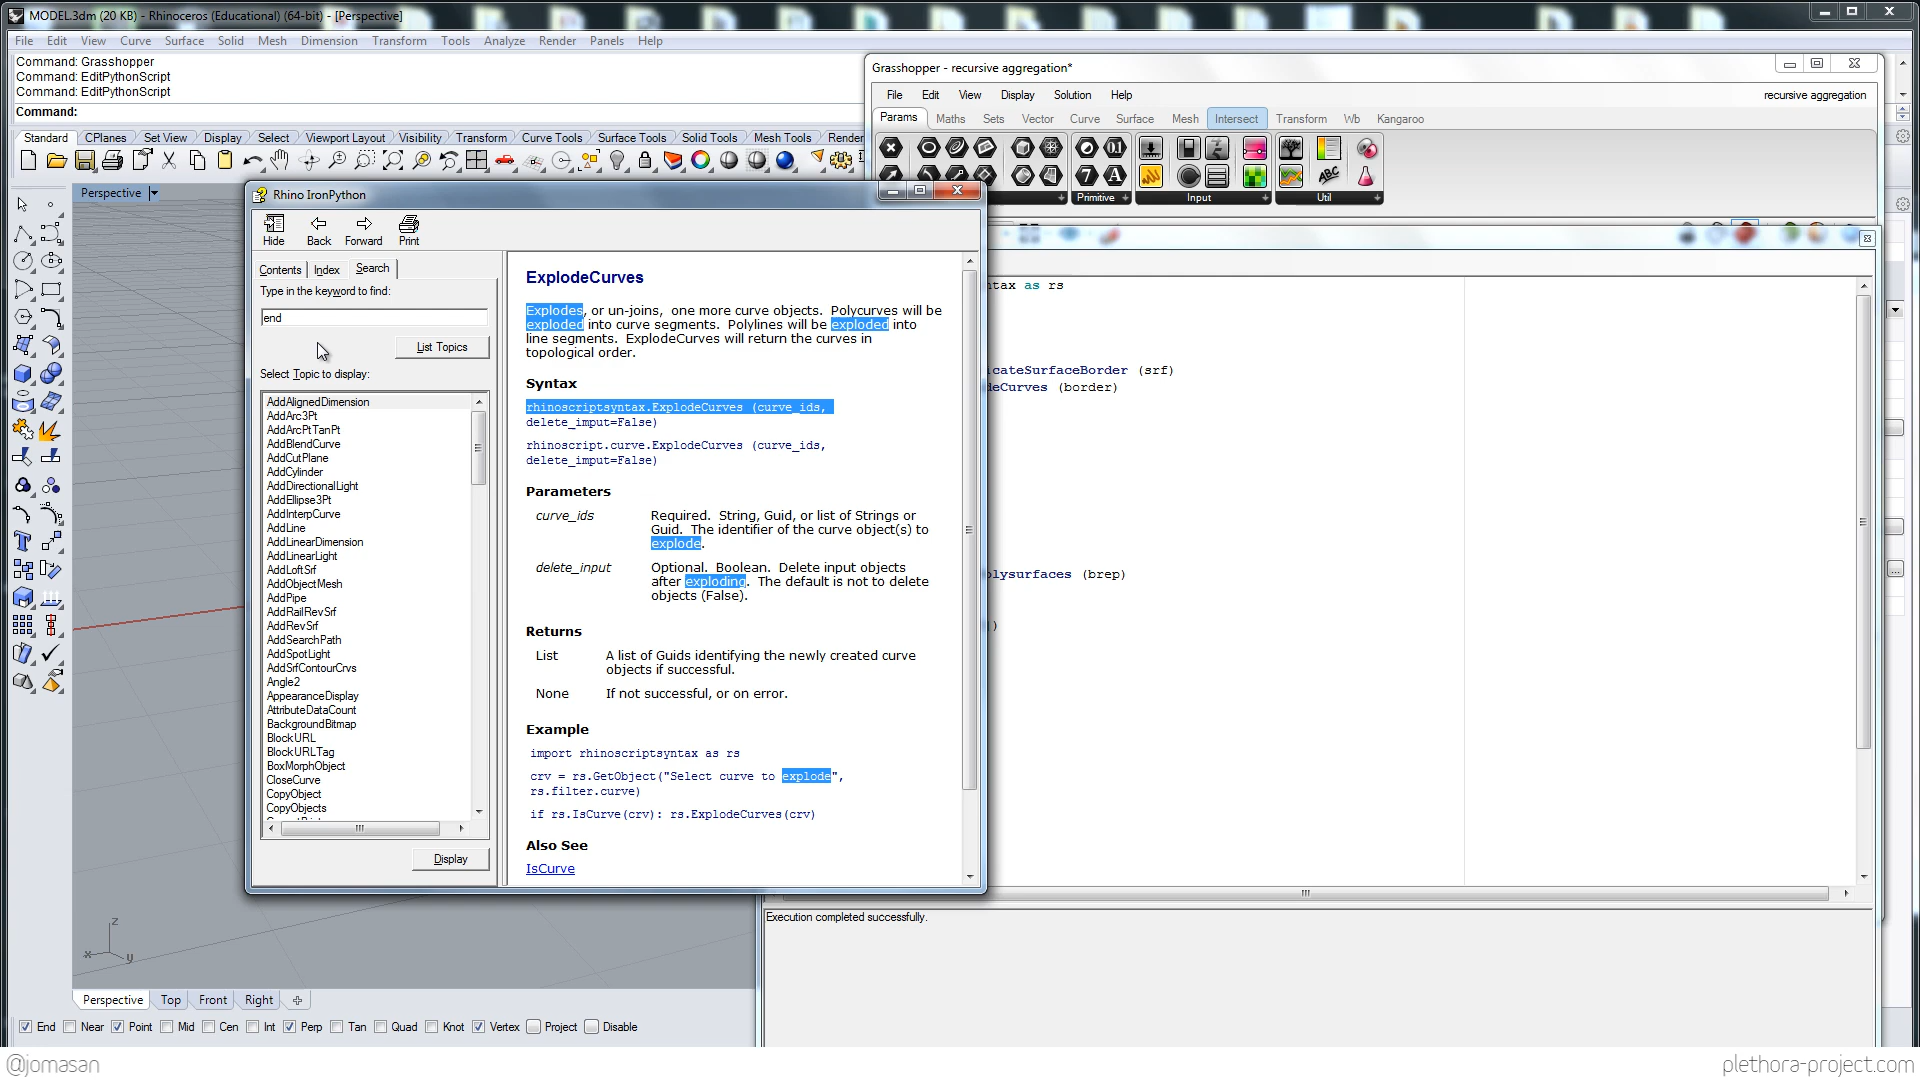 MODEL.3dm (20 KB) - Rhinoceros (Educational) (64-bit) - [Perspective]
File Edit View Curve Surface Solid Mesh Dimension Transform Tools Analyze Render Panels Help
Command: Grasshopper
Command: EditPythonScript
Command: EditPythonScript
Command:
Standard CPlanes Set View Display Select Viewport Layout Visibility Transform Curve Tools Surface Tools Solid Tools Mesh Tools Render
Grasshopper - recursive aggregation*
File Edit View Display Solution Help
recursive aggregation
Params Maths Sets Vector Curve Surface Mesh Intersect Transform Wb Kangaroo
Primitive
Input
Util
Perspective
Rhino IronPython
Hide Back Forward Print
Contents Index Search
Type in the keyword to find:
end
List Topics
Select Topic to display:
AddAlignedDimension
AddArc3Pt
AddArcPtTanPt
AddBlendCurve
AddCutPlane
AddCylinder
AddDirectionalLight
AddEllipse3Pt
AddInterpCurve
AddLine
AddLinearDimension
AddLinearLight
AddLoftSrf
AddObjectMesh
AddPipe
AddRailRevSrf
AddRevSrf
AddSearchPath
AddSpotLight
AddSrfContourCrvs
Angle2
AppearanceDisplay
AttributeDataCount
BackgroundBitmap
BlockURL
BlockURLTag
BoxMorphObject
CloseCurve
CopyObject
CopyObjects
Display
ExplodeCurves
Explodes, or un-joins, one more curve objects. Polycurves will be
exploded into curve segments. Polylines will be exploded into
line segments. ExplodeCurves will return the curves in
topological order.
Syntax
rhinoscriptsyntax.ExplodeCurves (curve_ids,
delete_imput=False)
rhinoscript.curve.ExplodeCurves (curve_ids,
delete_imput=False)
Parameters
curve_ids Required. String, Guid, or list of Strings or
Guid. The identifier of the curve object(s) to
explode.
delete_input Optional. Boolean. Delete input objects
after exploding. The default is not to delete
objects (False).
Returns
List A list of Guids identifying the newly created curve
objects if successful.
None If not successful, or on error.
Example
import rhinoscriptsyntax as rs
crv = rs.GetObject("Select curve to explode",
rs.filter.curve)
if rs.IsCurve(crv): rs.ExplodeCurves(crv)
Also See
IsCurve
ntax as rs
icateSurfaceBorder (srf)
deCurves (border)
olysurfaces (brep)
)
Execution completed successfully.
z
x
y
Perspective Top Front Right
End Near Point Mid Cen Int Perp Tan Quad Knot Vertex Project Disable
@jomasan
plethora-project.com